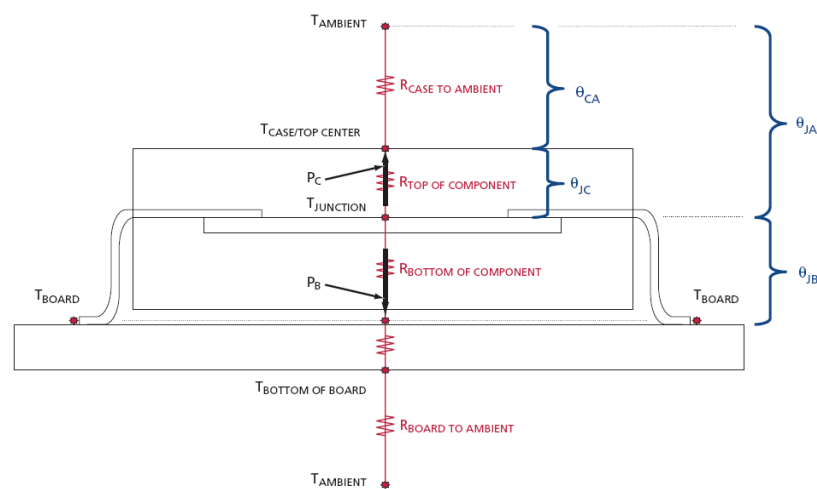 TAMBIENT
RCASE TO AMBIENT
θCA
θJA
TCASE/TOP CENTER
PC
RTOP OF COMPONENT
θJC
TJUNCTION
RBOTTOM OF COMPONENT
θJB
PB
TBOARD
TBOARD
TBOTTOM OF BOARD
RBOARD TO AMBIENT
TAMBIENT